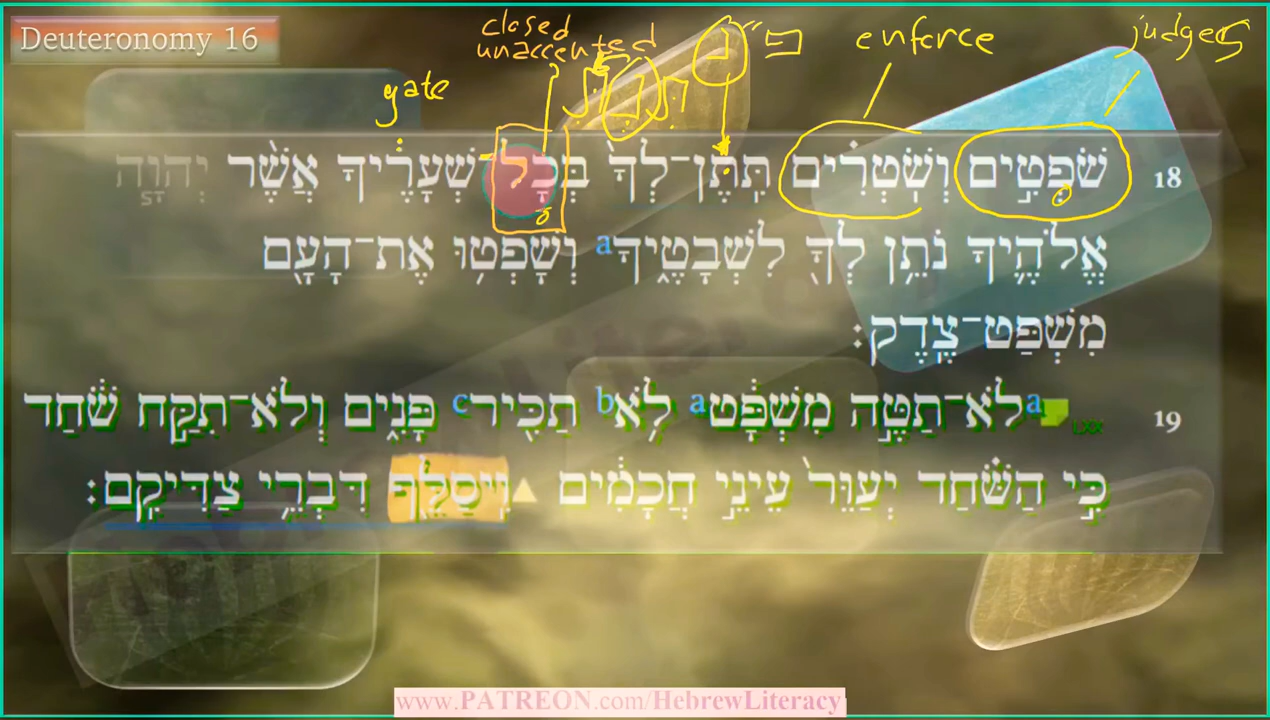 Deuteronomy 16
closed
unaccented
פ
enforce
judges
gate
18 שֹׁפְטִ֣ים וְשֹֽׁטְרִ֗ים תִּֽתֶּן־לְךָ֙ בְּכׇל־שְׁעָרֶ֔יךָ אֲשֶׁ֨ר יְהוָ֧ה
אֱלֹהֶ֛יךָ נֹתֵ֥ן לְךָ֖ לִשְׁבָטֶ֑יךָ a וְשָׁפְט֥וּ אֶת־הָעָ֖ם
מִשְׁפַּט־צֶֽדֶק׃
19 LXX a לֹא־תַטֶּ֣ה מִשְׁפָּ֔ט a לֹ֥א b תַכִּ֖יר c פָּנִ֑ים וְלֹא־תִקַּ֣ח שֹׁ֔חַד
כִּ֣י הַשֹּׁ֗חַד יְעַוֵּר֙ עֵינֵ֣י חֲכָמִ֔ים וִֽיסַלֵּ֖ף דִּבְרֵ֥י צַדִּיקִֽם׃
www.PATREON.com/HebrewLiteracy